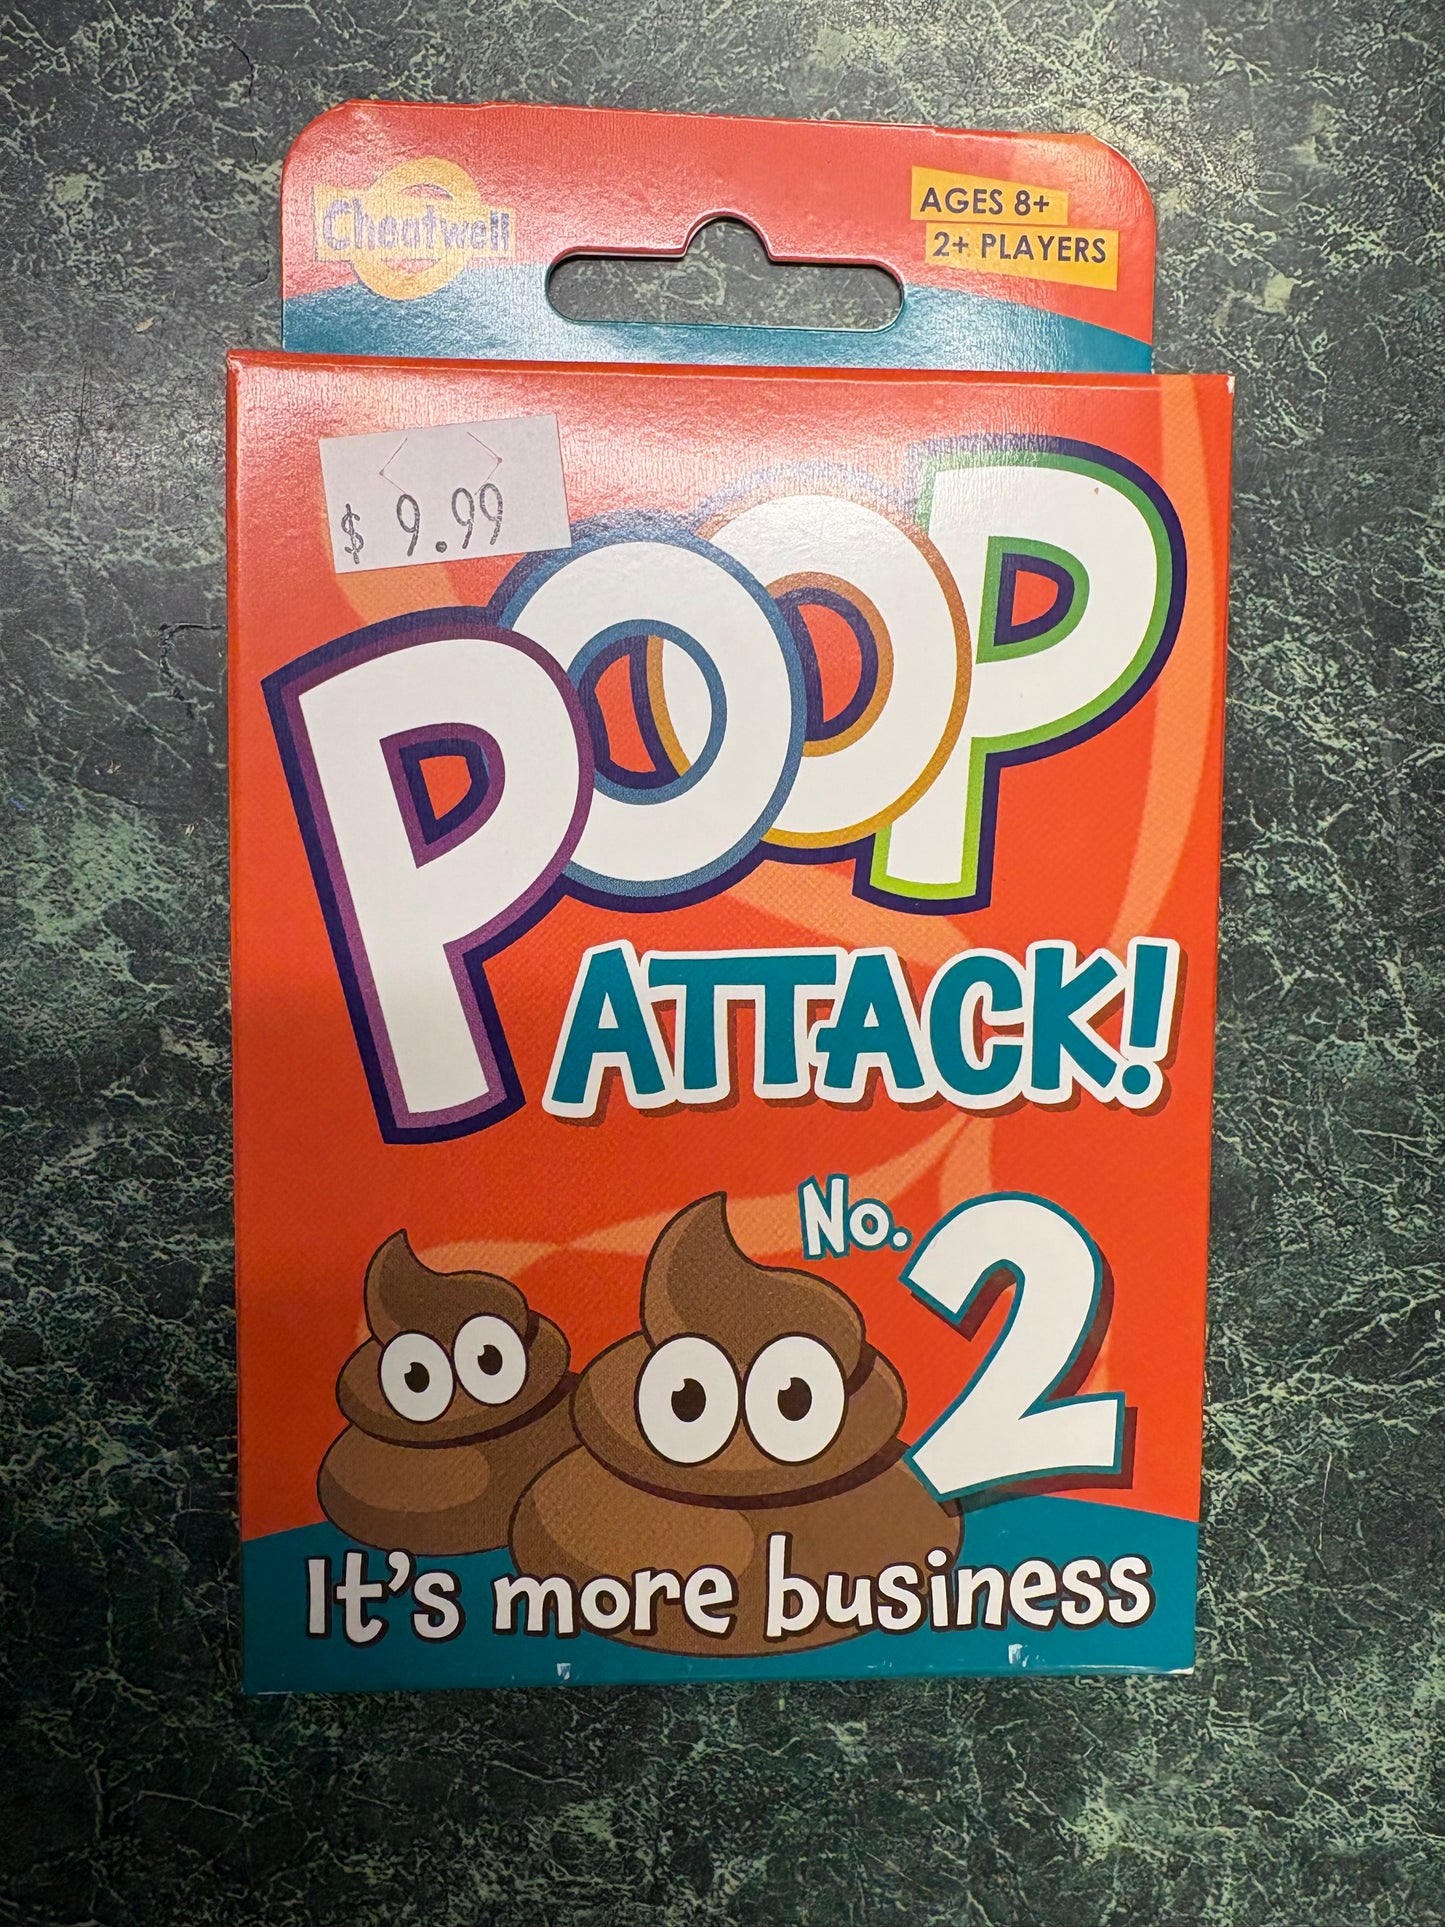 Cheatwell
AGES 8+
2+ PLAYERS
$ 9.99
POOP
ATTACK!
No. 2
It's more business